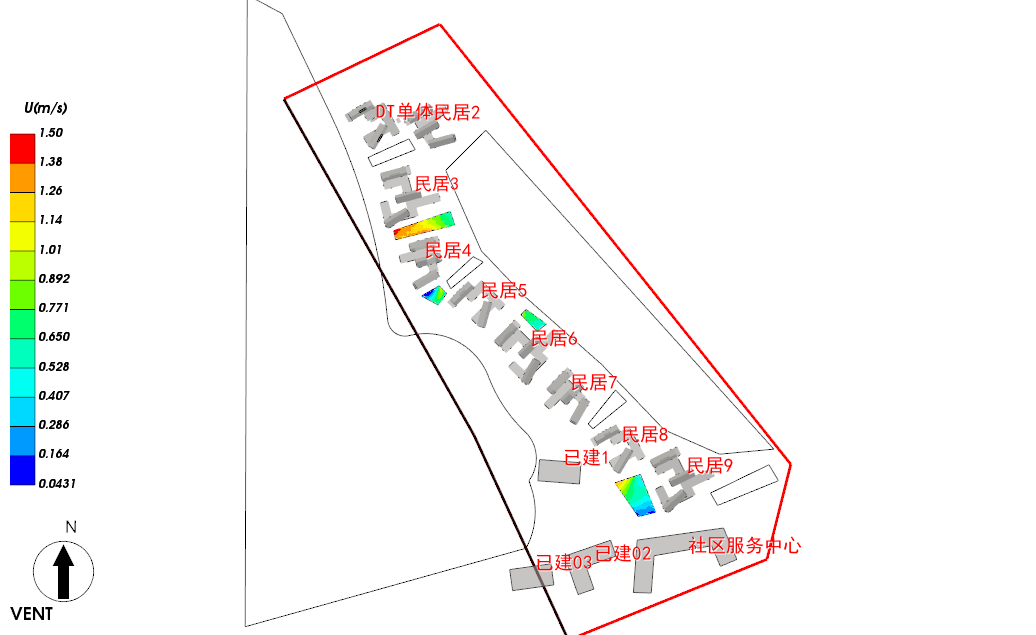 U(m/s)
1.50
1.38
1.26
1.14
1.01
0.892
0.771
0.650
0.528
0.407
0.286
0.164
0.0431
N
VENT
DT单体民居2
民居3
民居4
民居5
民居6
民居7
民居8
已建1
民居9
社区服务中心
已建02
已建03